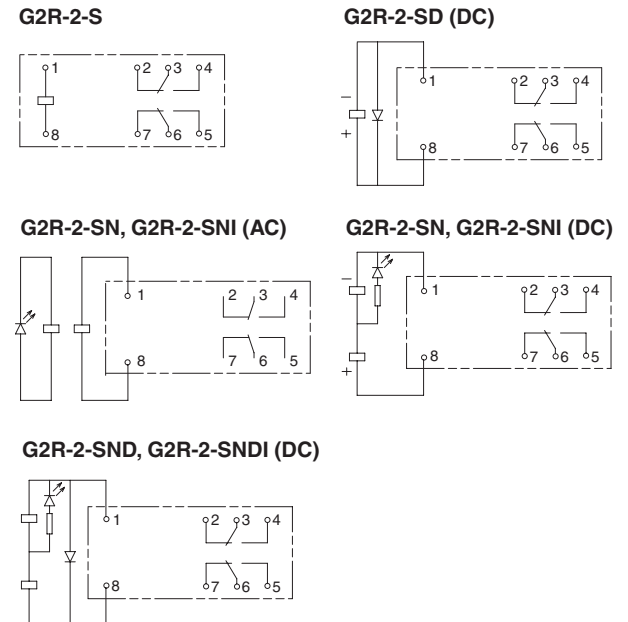 G2R-2-S
1 2 3 4
8 7 6 5
G2R-2-SD (DC)
1 2 3 4
8 7 6 5
−
+
G2R-2-SN, G2R-2-SNI (AC)
1 2 3 4
8 7 6 5
G2R-2-SN, G2R-2-SNI (DC)
−
1 2 3 4
8 7 6 5
+
G2R-2-SND, G2R-2-SNDI (DC)
1 2 3 4
8 7 6 5